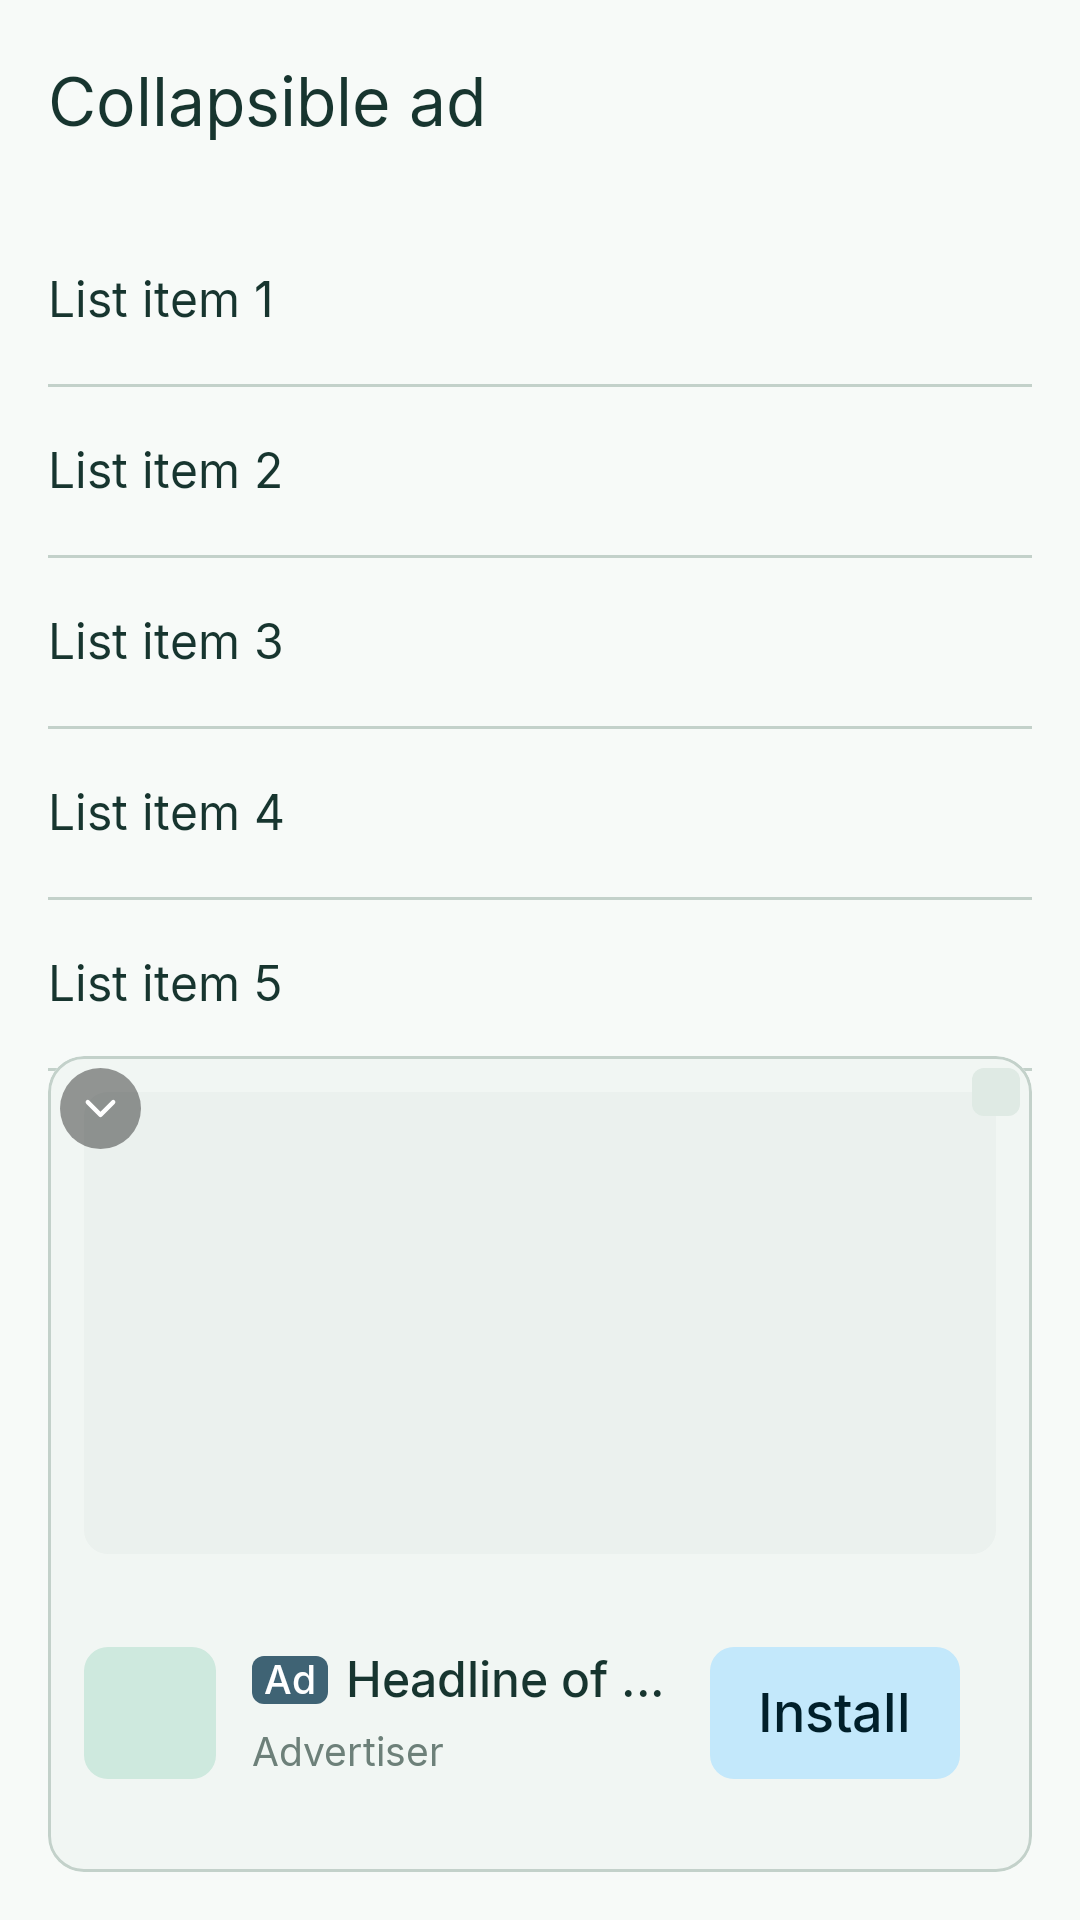 Collapsible ad
List item 1
List item 2
List item 3
List item 4
List item 5
Ad Headline of ...
Advertiser
Install